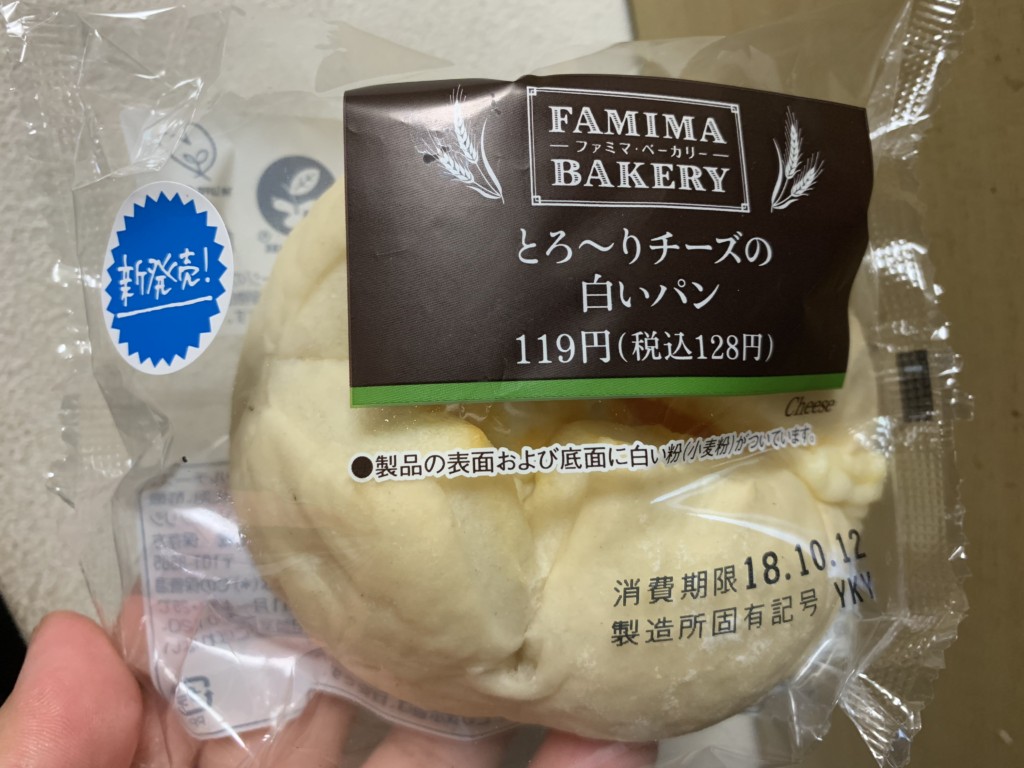 FAMIMA
ファミマ・ベーカリー
BAKERY
とろ〜りチーズの
白いパン
119円(税込128円)
新発売!
Cheese
●製品の表面および底面に白い粉(小麦粉)がついています。
消費期限 18.10.12
製造所固有記号 YKY